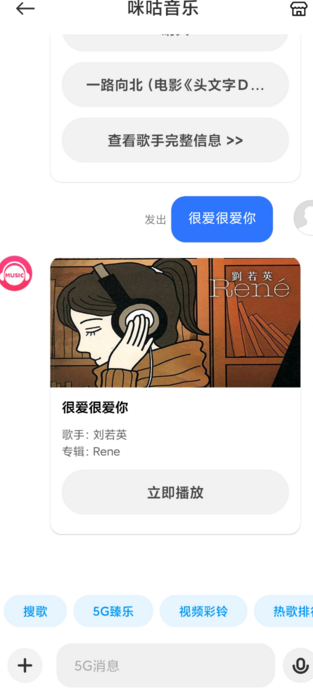 咪咕音乐
一路向北（电影《头文字D...
查看歌手完整信息 >>
发出
很爱很爱你
MUSIC
劉若英
René
很爱很爱你
歌手: 刘若英
专辑: Rene
立即播放
搜歌
5G臻乐
视频彩铃
热歌排
5G消息